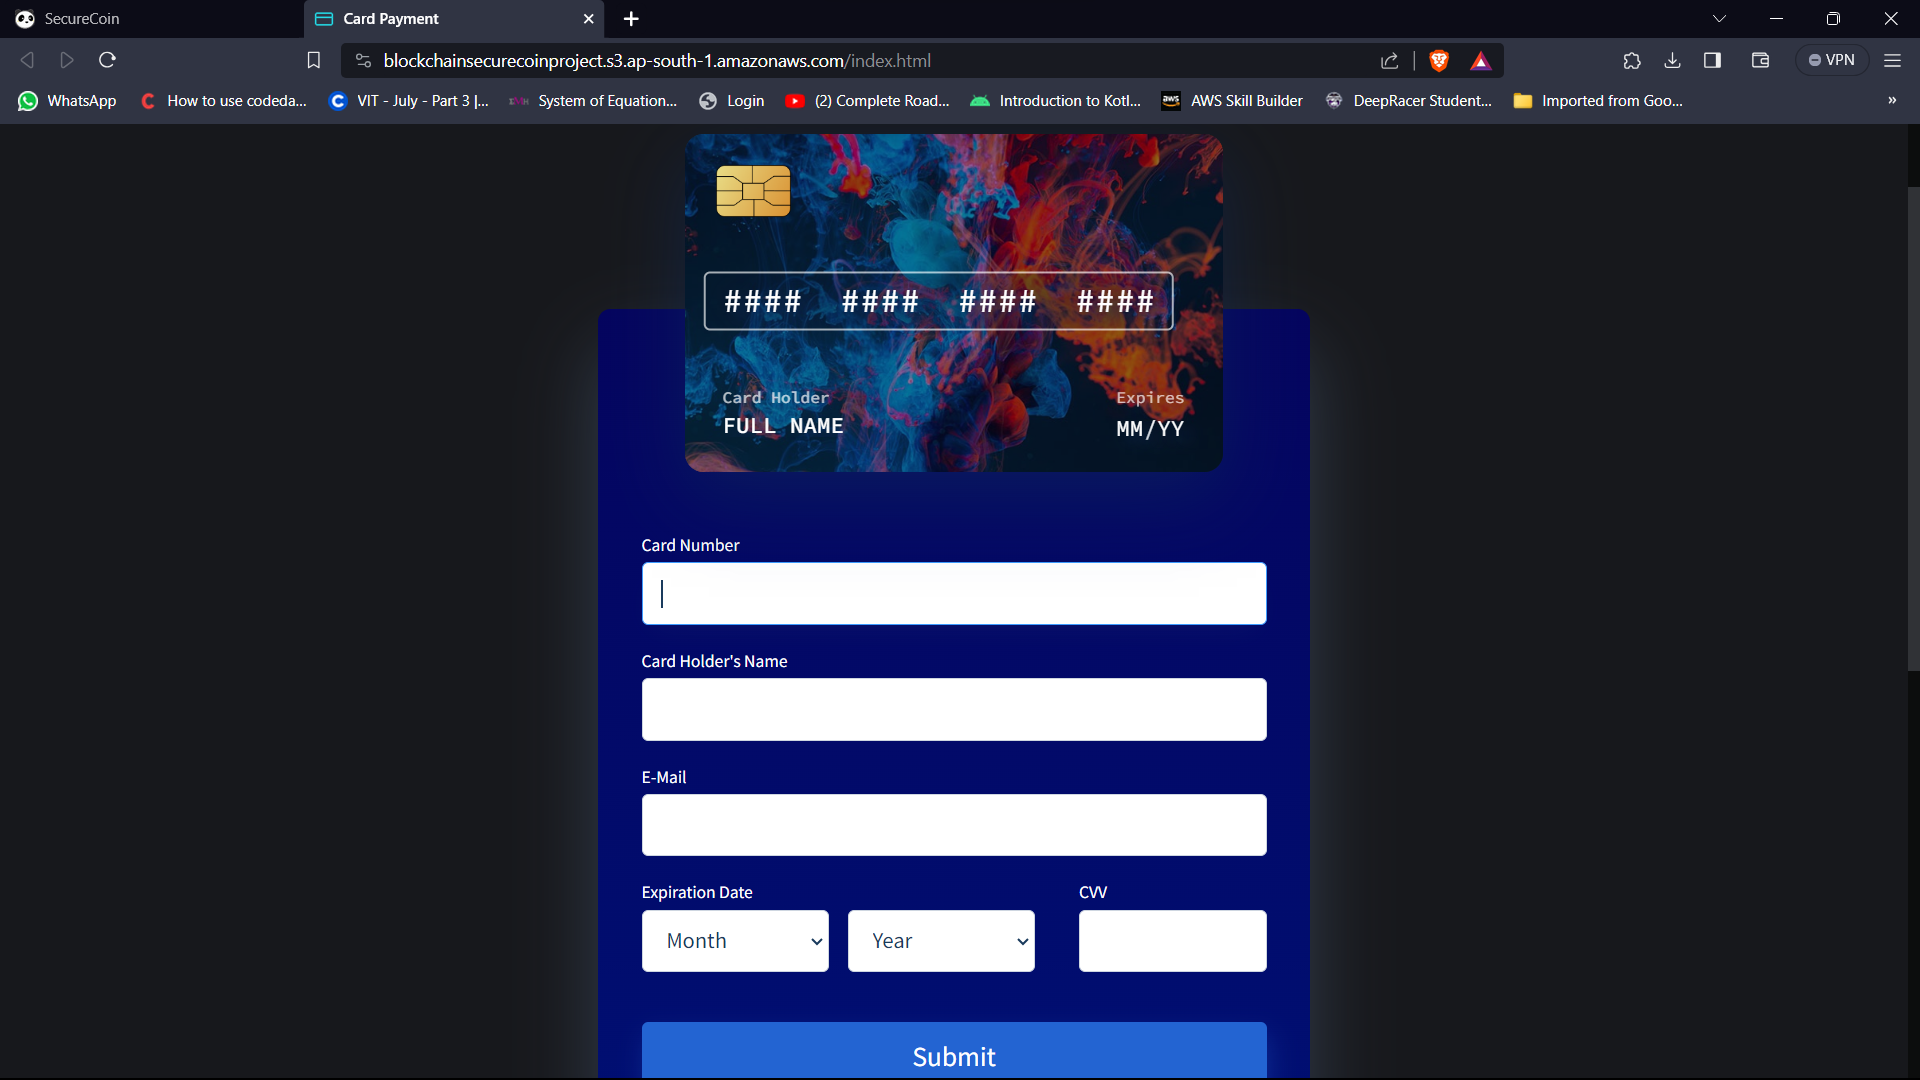 SecureCoin
Card Payment
blockchainsecurecoinproject.s3.ap-south-1.amazonaws.com/index.html
VPN
WhatsApp
How to use codeda...
VIT - July - Part 3 |...
System of Equation...
Login
(2) Complete Road...
Introduction to Kotl...
aws
AWS Skill Builder
DeepRacer Student...
Imported from Goo...
»
#### #### #### ####
Card Holder
Expires
FULL NAME
MM/YY
Card Number
Card Holder's Name
E-Mail
Expiration Date
CVV
Month
Year
Submit